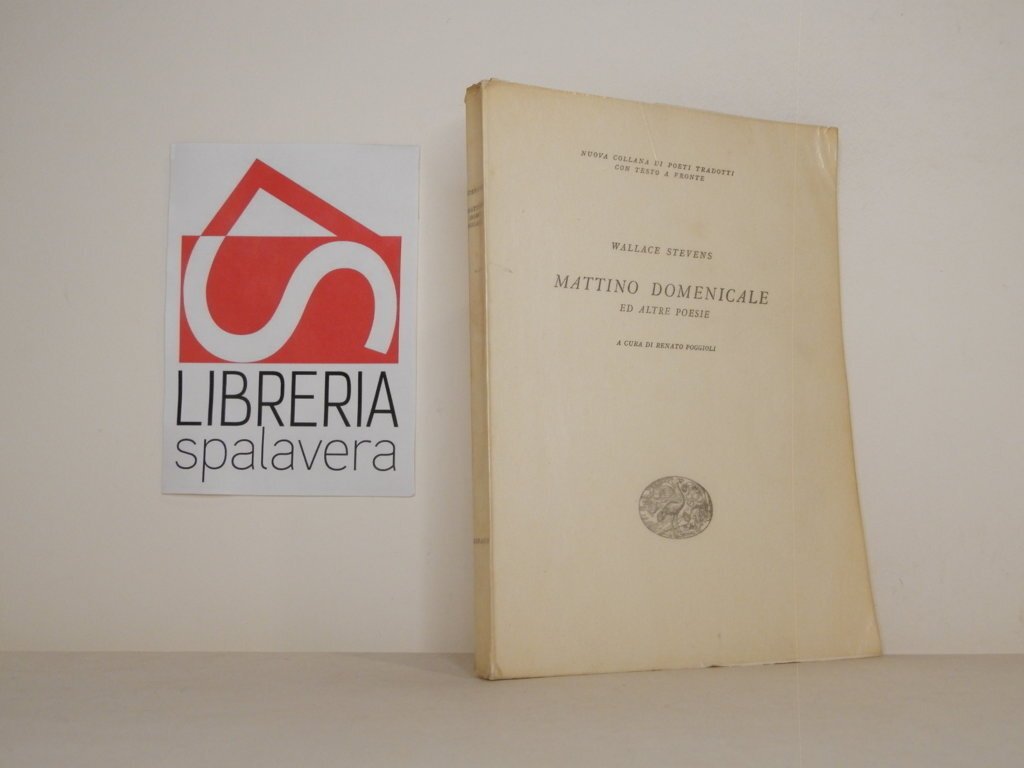 LIBRERIA
spalavera
NUOVA COLLANA DI POETI TRADOTTI
CON TESTO A FRONTE
WALLACE STEVENS
MATTINO DOMENICALE
ED ALTRE POESIE
A CURA DI RENATO POGGIOLI